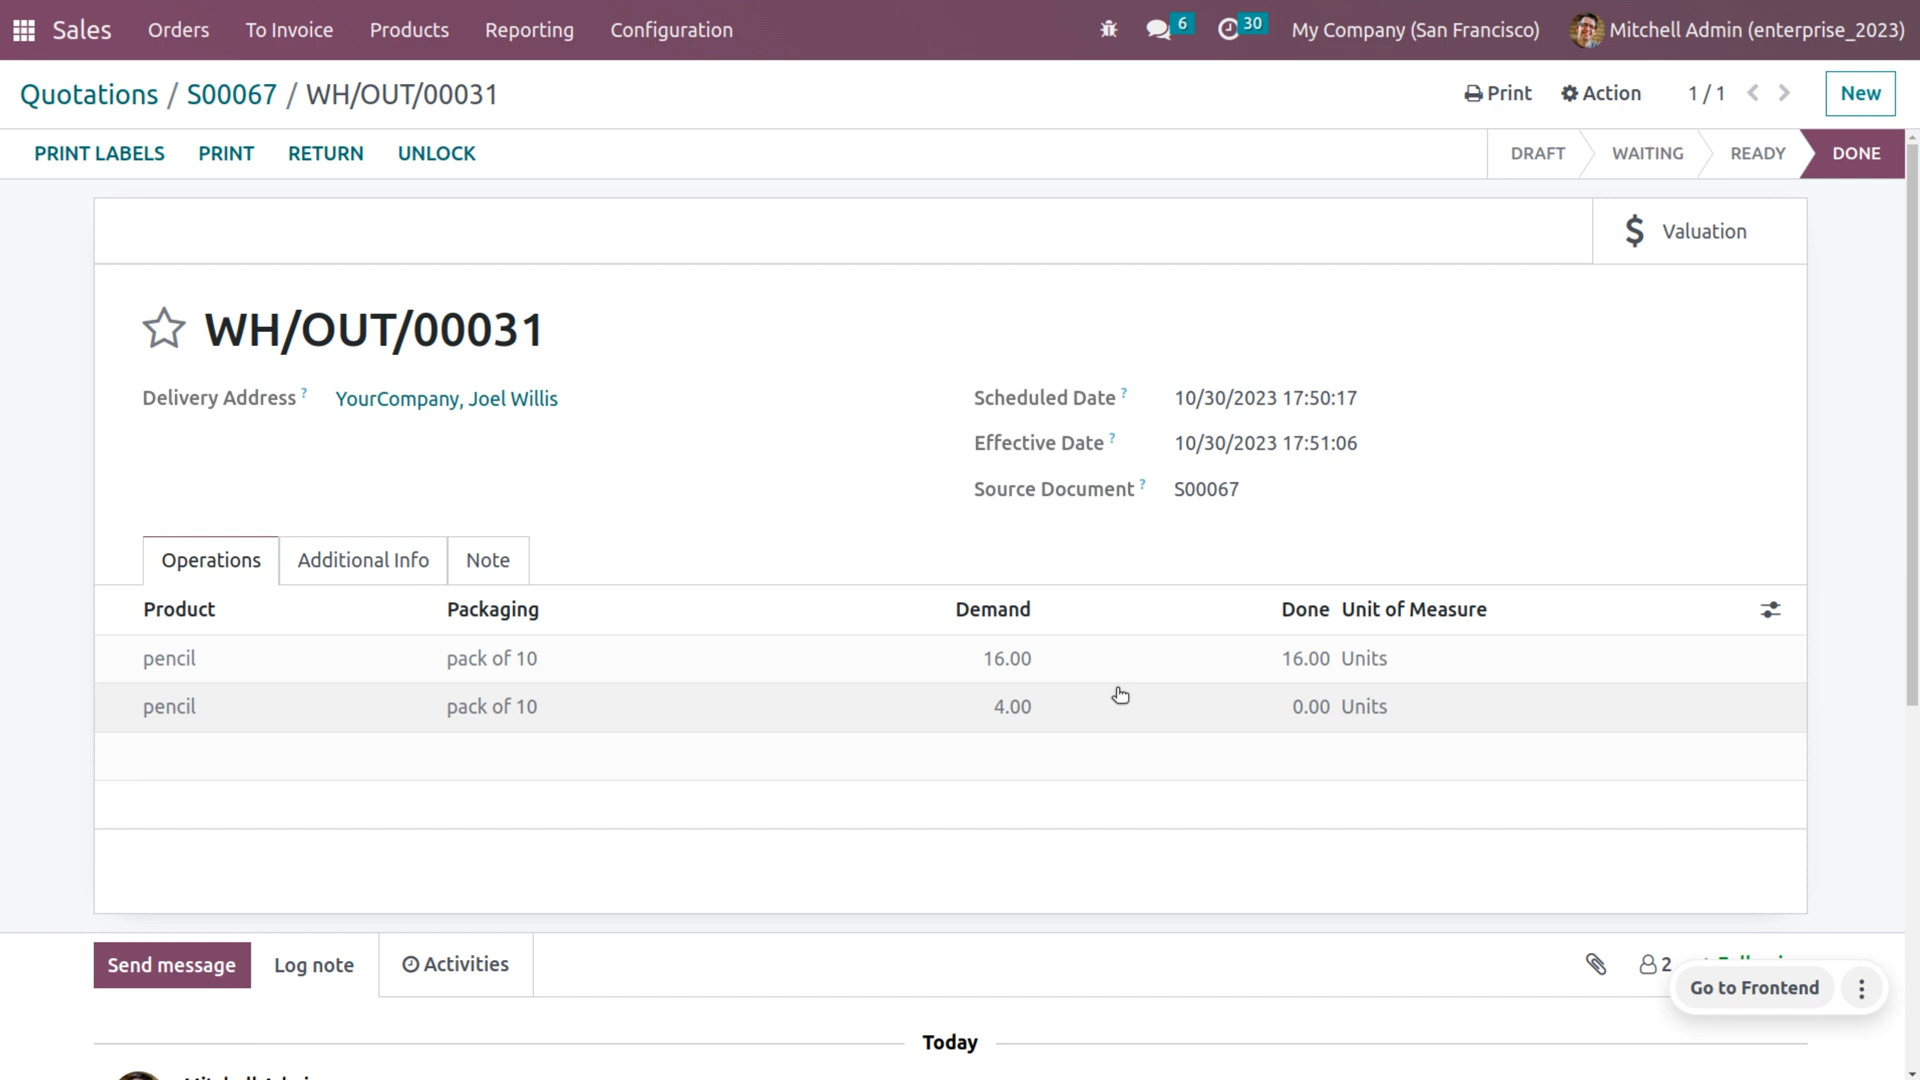 Sales Orders To Invoice Products Reporting Configuration 6 30 My Company (San Francisco) Mitchell Admin (enterprise_2023)
Quotations / S00067 / WH/OUT/00031 Print Action 1 / 1 New
PRINT LABELS PRINT RETURN UNLOCK DRAFT WAITING READY DONE
$ Valuation
WH/OUT/00031
Delivery Address ? YourCompany, Joel Willis Scheduled Date ? 10/30/2023 17:50:17
Effective Date ? 10/30/2023 17:51:06
Source Document ? S00067
Operations Additional Info Note
Product Packaging Demand Done Unit of Measure
pencil pack of 10 16.00 16.00 Units
pencil pack of 10 4.00 0.00 Units
Send message Log note Activities 2
Go to Frontend
Today